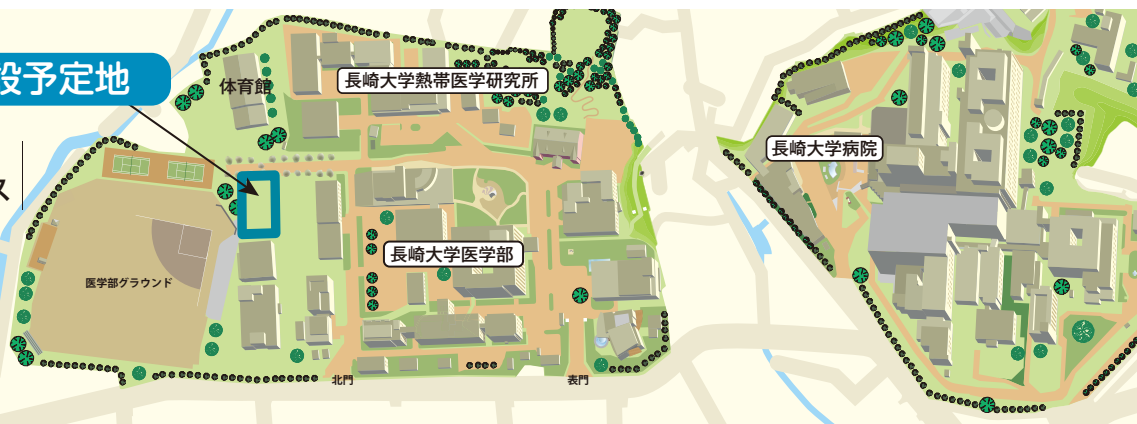 設予定地
体育館
長崎大学熱帯医学研究所
長崎大学病院
ス
長崎大学医学部
医学部グラウンド
北門
表門